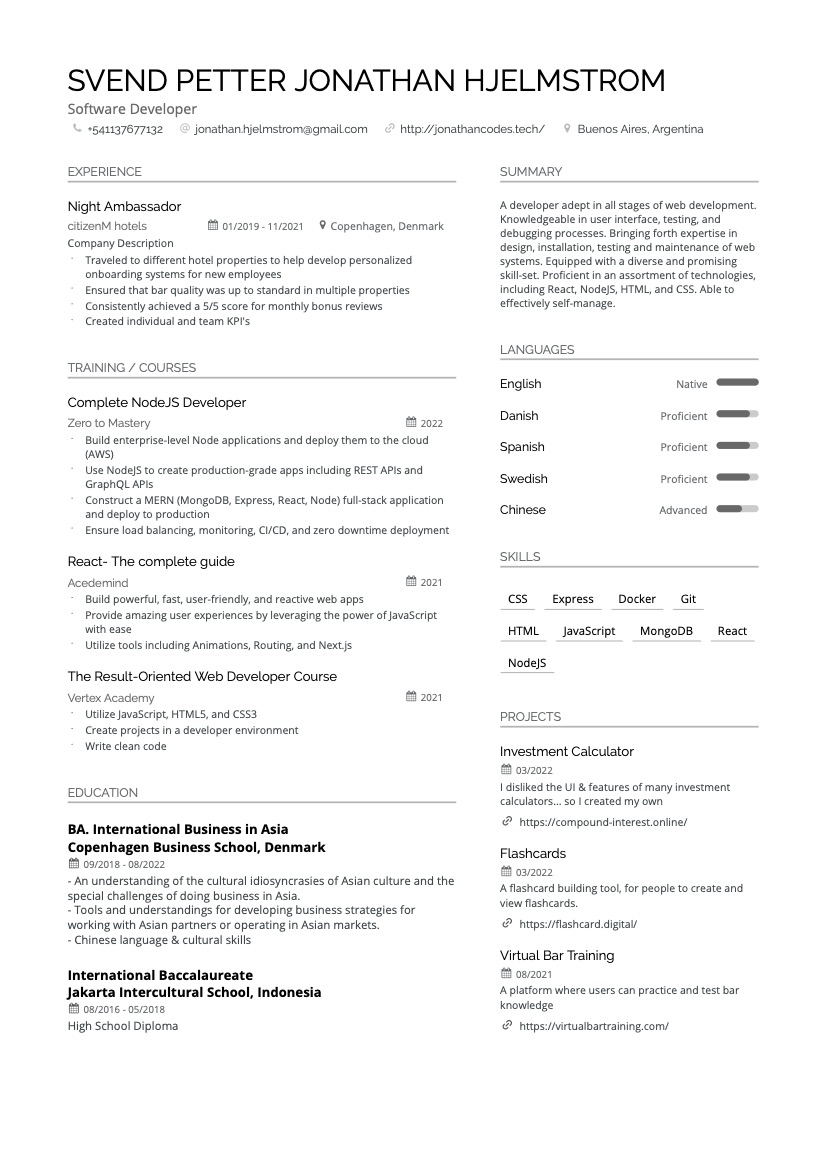 SVEND PETTER JONATHAN HJELMSTROM
Software Developer
+541137677132 jonathan.hjelmstrom@gmail.com http://jonathancodes.tech/ Buenos Aires, Argentina
EXPERIENCE
Night Ambassador
citizenM hotels 01/2019 - 11/2021 Copenhagen, Denmark
Company Description
· Traveled to different hotel properties to help develop personalized
onboarding systems for new employees
· Ensured that bar quality was up to standard in multiple properties
· Consistently achieved a 5/5 score for monthly bonus reviews
· Created individual and team KPI's
TRAINING / COURSES
Complete NodeJS Developer
Zero to Mastery 2022
· Build enterprise-level Node applications and deploy them to the cloud
(AWS)
· Use NodeJS to create production-grade apps including REST APIs and
GraphQL APIs
· Construct a MERN (MongoDB, Express, React, Node) full-stack application
and deploy to production
· Ensure load balancing, monitoring, CI/CD, and zero downtime deployment
React- The complete guide
Acedemind 2021
· Build powerful, fast, user-friendly, and reactive web apps
· Provide amazing user experiences by leveraging the power of JavaScript
with ease
· Utilize tools including Animations, Routing, and Next.js
The Result-Oriented Web Developer Course
Vertex Academy 2021
· Utilize JavaScript, HTML5, and CSS3
· Create projects in a developer environment
· Write clean code
EDUCATION
BA. International Business in Asia
Copenhagen Business School, Denmark
09/2018 - 08/2022
- An understanding of the cultural idiosyncrasies of Asian culture and the
special challenges of doing business in Asia.
- Tools and understandings for developing business strategies for
working with Asian partners or operating in Asian markets.
- Chinese language & cultural skills
International Baccalaureate
Jakarta Intercultural School, Indonesia
08/2016 - 05/2018
High School Diploma
SUMMARY
A developer adept in all stages of web development.
Knowledgeable in user interface, testing, and
debugging processes. Bringing forth expertise in
design, installation, testing and maintenance of web
systems. Equipped with a diverse and promising
skill-set. Proficient in an assortment of technologies,
including React, NodeJS, HTML, and CSS. Able to
effectively self-manage.
LANGUAGES
English Native
Danish Proficient
Spanish Proficient
Swedish Proficient
Chinese Advanced
SKILLS
CSS Express Docker Git
HTML JavaScript MongoDB React
NodeJS
PROJECTS
Investment Calculator
03/2022
I disliked the UI & features of many investment
calculators... so I created my own
https://compound-interest.online/
Flashcards
03/2022
A flashcard building tool, for people to create and
view flashcards.
https://flashcard.digital/
Virtual Bar Training
08/2021
A platform where users can practice and test bar
knowledge
https://virtualbartraining.com/